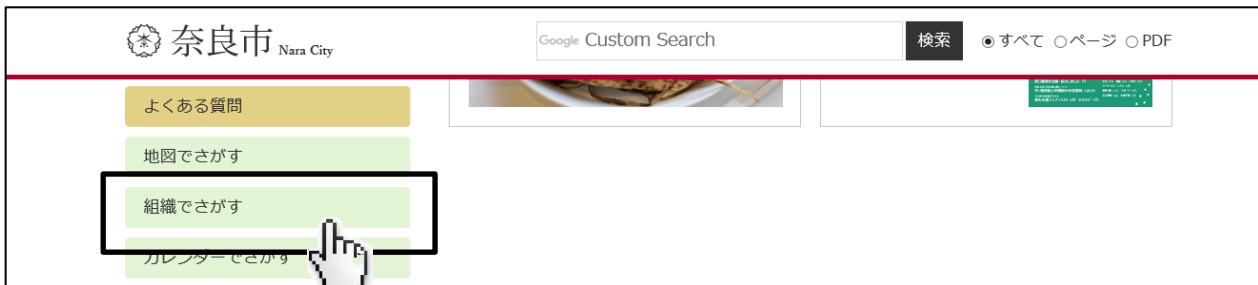 奈良市 Nara City
Google Custom Search
検索
すべて ページ PDF
よくある質問
地図でさがす
組織でさがす
カレンダーでさがす